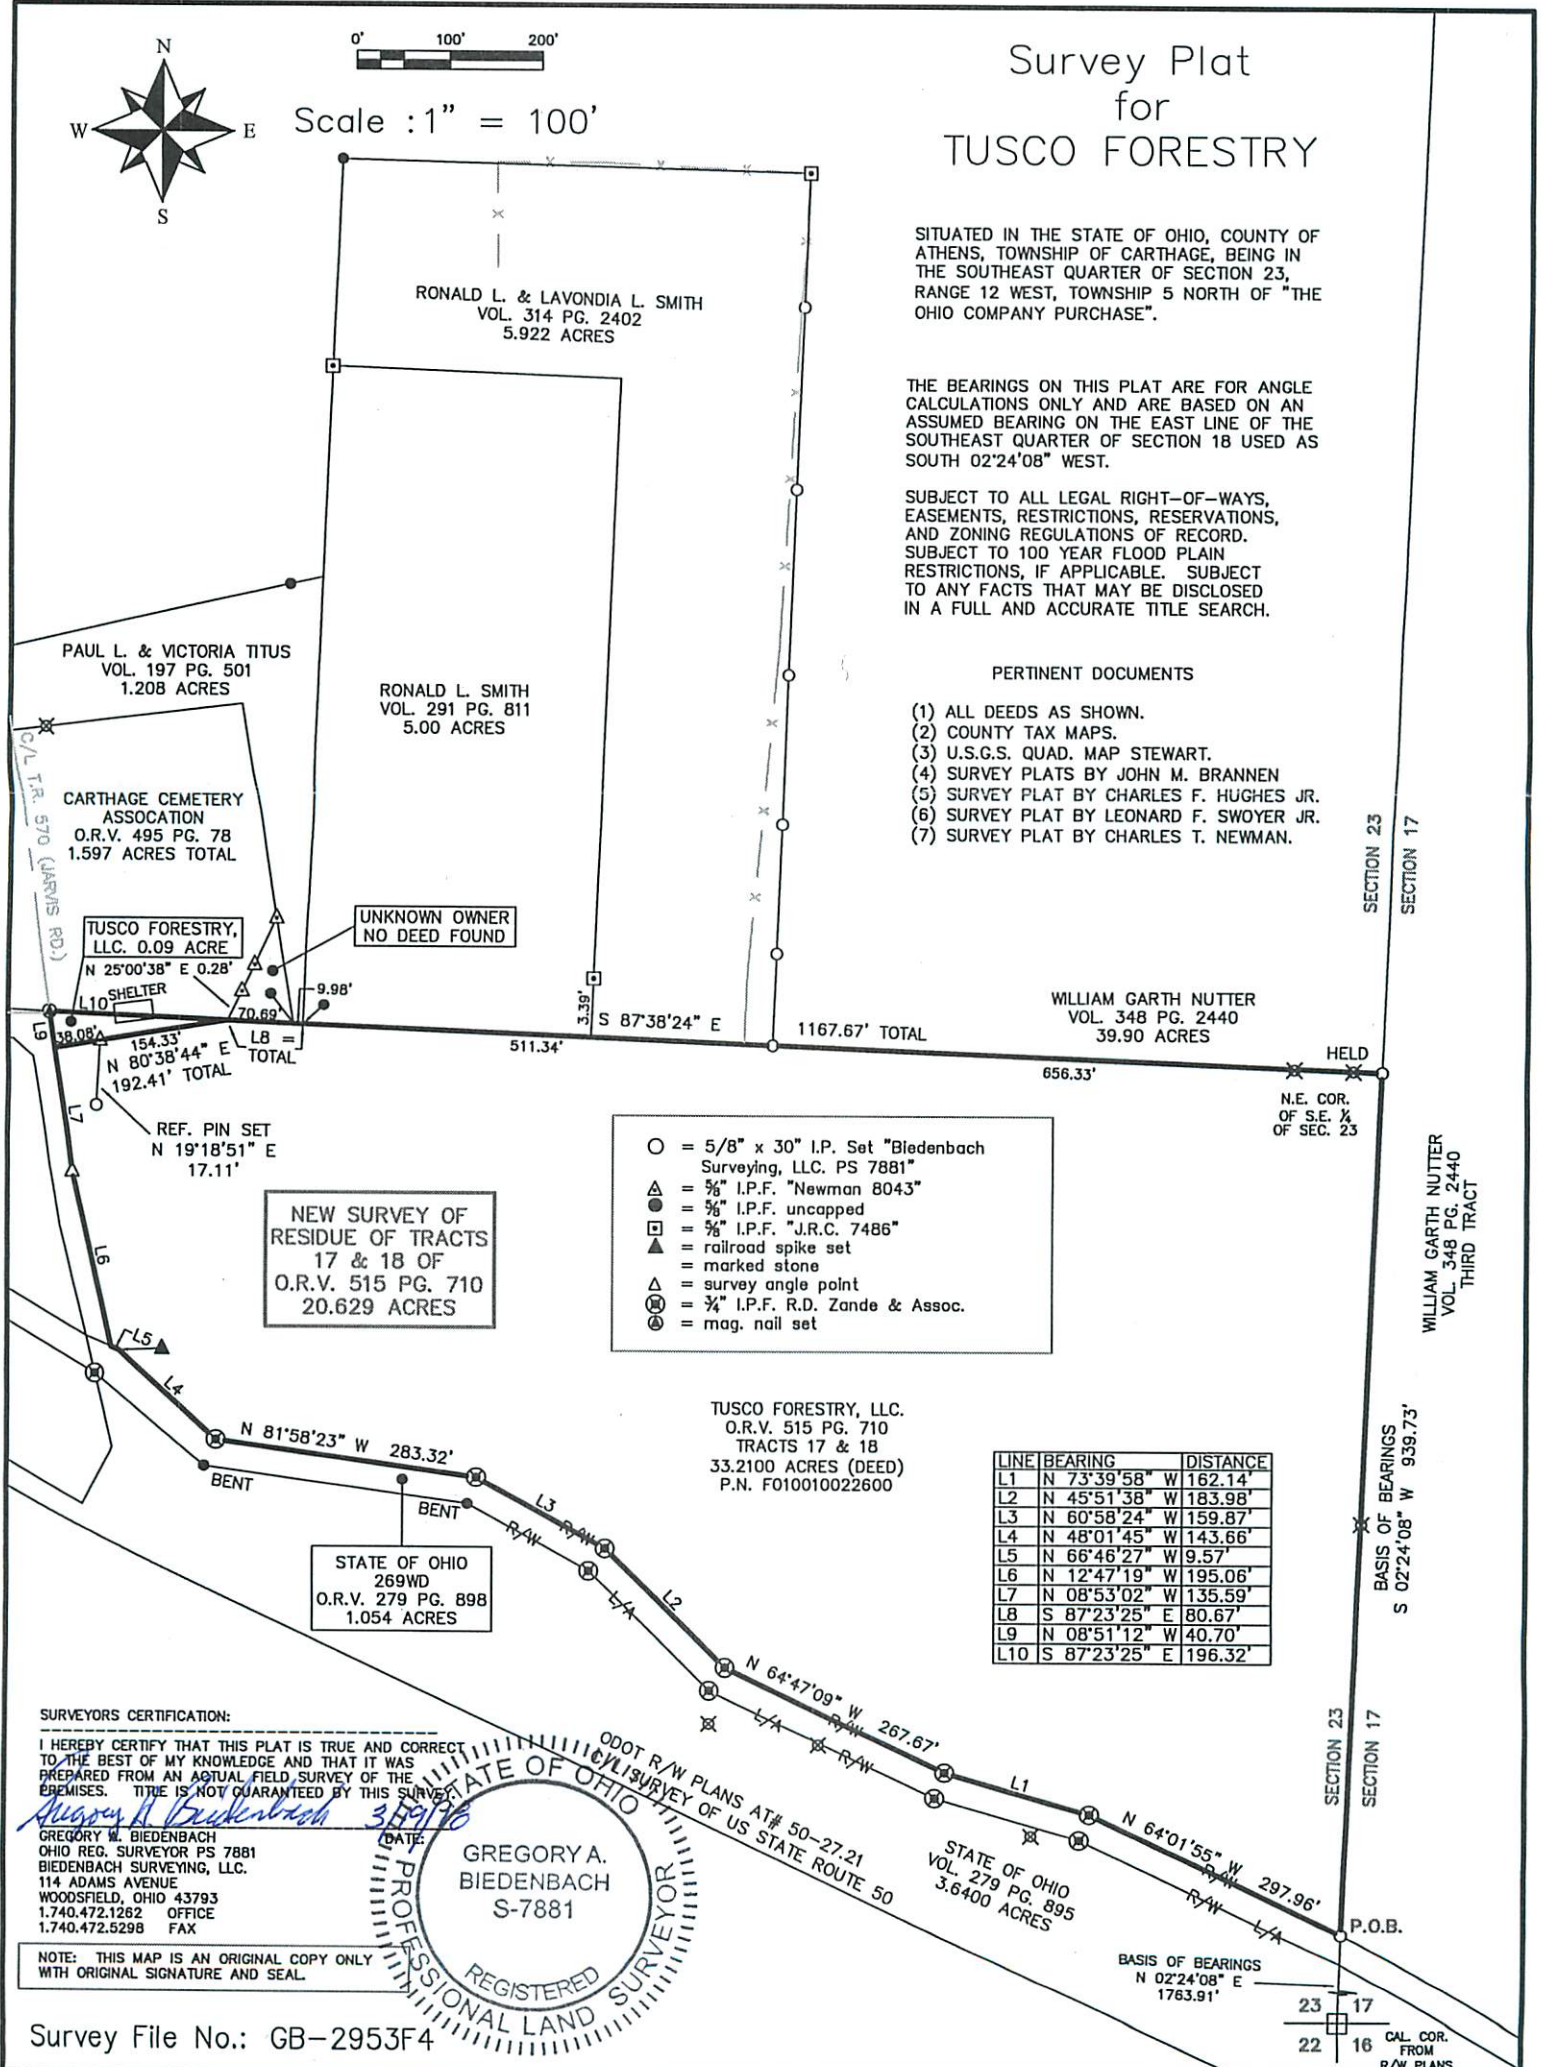 0' 100' 200'
N
W E
S
Scale : 1" = 100'
Survey Plat
for
TUSCO FORESTRY
SITUATED IN THE STATE OF OHIO, COUNTY OF
ATHENS, TOWNSHIP OF CARTHAGE, BEING IN
THE SOUTHEAST QUARTER OF SECTION 23,
RANGE 12 WEST, TOWNSHIP 5 NORTH OF "THE
OHIO COMPANY PURCHASE".
THE BEARINGS ON THIS PLAT ARE FOR ANGLE
CALCULATIONS ONLY AND ARE BASED ON AN
ASSUMED BEARING ON THE EAST LINE OF THE
SOUTHEAST QUARTER OF SECTION 18 USED AS
SOUTH 02°24'08" WEST.
SUBJECT TO ALL LEGAL RIGHT-OF-WAYS,
EASEMENTS, RESTRICTIONS, RESERVATIONS,
AND ZONING REGULATIONS OF RECORD.
SUBJECT TO 100 YEAR FLOOD PLAIN
RESTRICTIONS, IF APPLICABLE. SUBJECT
TO ANY FACTS THAT MAY BE DISCLOSED
IN A FULL AND ACCURATE TITLE SEARCH.
PERTINENT DOCUMENTS
(1) ALL DEEDS AS SHOWN.
(2) COUNTY TAX MAPS.
(3) U.S.G.S. QUAD. MAP STEWART.
(4) SURVEY PLATS BY JOHN M. BRANNEN
(5) SURVEY PLAT BY CHARLES F. HUGHES JR.
(6) SURVEY PLAT BY LEONARD F. SWOYER JR.
(7) SURVEY PLAT BY CHARLES T. NEWMAN.
RONALD L. & LAVONDIA L. SMITH
VOL. 314 PG. 2402
5.922 ACRES
PAUL L. & VICTORIA TITUS
VOL. 197 PG. 501
1.208 ACRES
RONALD L. SMITH
VOL. 291 PG. 811
5.00 ACRES
C/L T.R. 570 (JARVIS RD.)
CARTHAGE CEMETERY
ASSOCATION
O.R.V. 495 PG. 78
1.597 ACRES TOTAL
SECTION 23
SECTION 17
TUSCO FORESTRY,
LLC. 0.09 ACRE
UNKNOWN OWNER
NO DEED FOUND
N 25°00'38" E 0.28'
L10 SHELTER
9.98'
70.69'
L8 =
TOTAL
3.39'
S 87°38'24" E
1167.67' TOTAL
511.34'
656.33'
WILLIAM GARTH NUTTER
VOL. 348 PG. 2440
39.90 ACRES
HELD
N.E. COR.
OF S.E. ¼
OF SEC. 23
L9
38.08'
154.33'
N 80°38'44" E
192.41' TOTAL
L7
REF. PIN SET
N 19°18'51" E
17.11'
L6
NEW SURVEY OF
RESIDUE OF TRACTS
17 & 18 OF
O.R.V. 515 PG. 710
20.629 ACRES
= 5/8" x 30" I.P. Set "Biedenbach
Surveying, LLC. PS 7881"
= ⅝" I.P.F. "Newman 8043"
= ⅝" I.P.F. uncapped
= ⅝" I.P.F. "J.R.C. 7486"
= railroad spike set
= marked stone
= survey angle point
= ¾" I.P.F. R.D. Zande & Assoc.
= mag. nail set
WILLIAM GARTH NUTTER
VOL. 348 PG. 2440
THIRD TRACT
L5
L4
N 81°58'23" W 283.32'
BENT
BENT
L3
R/W
R/W
L/A
L2
TUSCO FORESTRY, LLC.
O.R.V. 515 PG. 710
TRACTS 17 & 18
33.2100 ACRES (DEED)
P.N. F010010022600
LINE BEARING DISTANCE
L1 N 73°39'58" W 162.14'
L2 N 45°51'38" W 183.98'
L3 N 60°58'24" W 159.87'
L4 N 48°01'45" W 143.66'
L5 N 66°46'27" W 9.57'
L6 N 12°47'19" W 195.06'
L7 N 08°53'02" W 135.59'
L8 S 87°23'25" E 80.67'
L9 N 08°51'12" W 40.70'
L10 S 87°23'25" E 196.32'
BASIS OF BEARINGS
S 02°24'08" W 939.73'
STATE OF OHIO
269WD
O.R.V. 279 PG. 898
1.054 ACRES
N 64°47'09" W 267.67'
L/A
R/W
R/W
L1
N 64°01'55" W 297.96'
R/W
R/W
L/A
SECTION 23
SECTION 17
P.O.B.
ODOT R/W PLANS AT# 50-27.21
C/L SURVEY OF US STATE ROUTE 50
STATE OF OHIO
VOL. 279 PG. 895
3.6400 ACRES
BASIS OF BEARINGS
N 02°24'08" E
1763.91'
23 17
22 16
CAL. COR.
FROM
R/W PLANS
SURVEYORS CERTIFICATION:
I HEREBY CERTIFY THAT THIS PLAT IS TRUE AND CORRECT
TO THE BEST OF MY KNOWLEDGE AND THAT IT WAS
PREPARED FROM AN ACTUAL FIELD SURVEY OF THE
PREMISES. TITLE IS NOT GUARANTEED BY THIS SURVEY.
Gregory A. Biedenbach
DATE:
GREGORY A. BIEDENBACH
OHIO REG. SURVEYOR PS 7881
BIEDENBACH SURVEYING, LLC.
114 ADAMS AVENUE
WOODSFIELD, OHIO 43793
1.740.472.1262 OFFICE
1.740.472.5298 FAX
NOTE: THIS MAP IS AN ORIGINAL COPY ONLY
WITH ORIGINAL SIGNATURE AND SEAL.
STATE OF OHIO
GREGORY A.
BIEDENBACH
S-7881
REGISTERED
PROFESSIONAL LAND SURVEYOR
Survey File No.: GB-2953F4